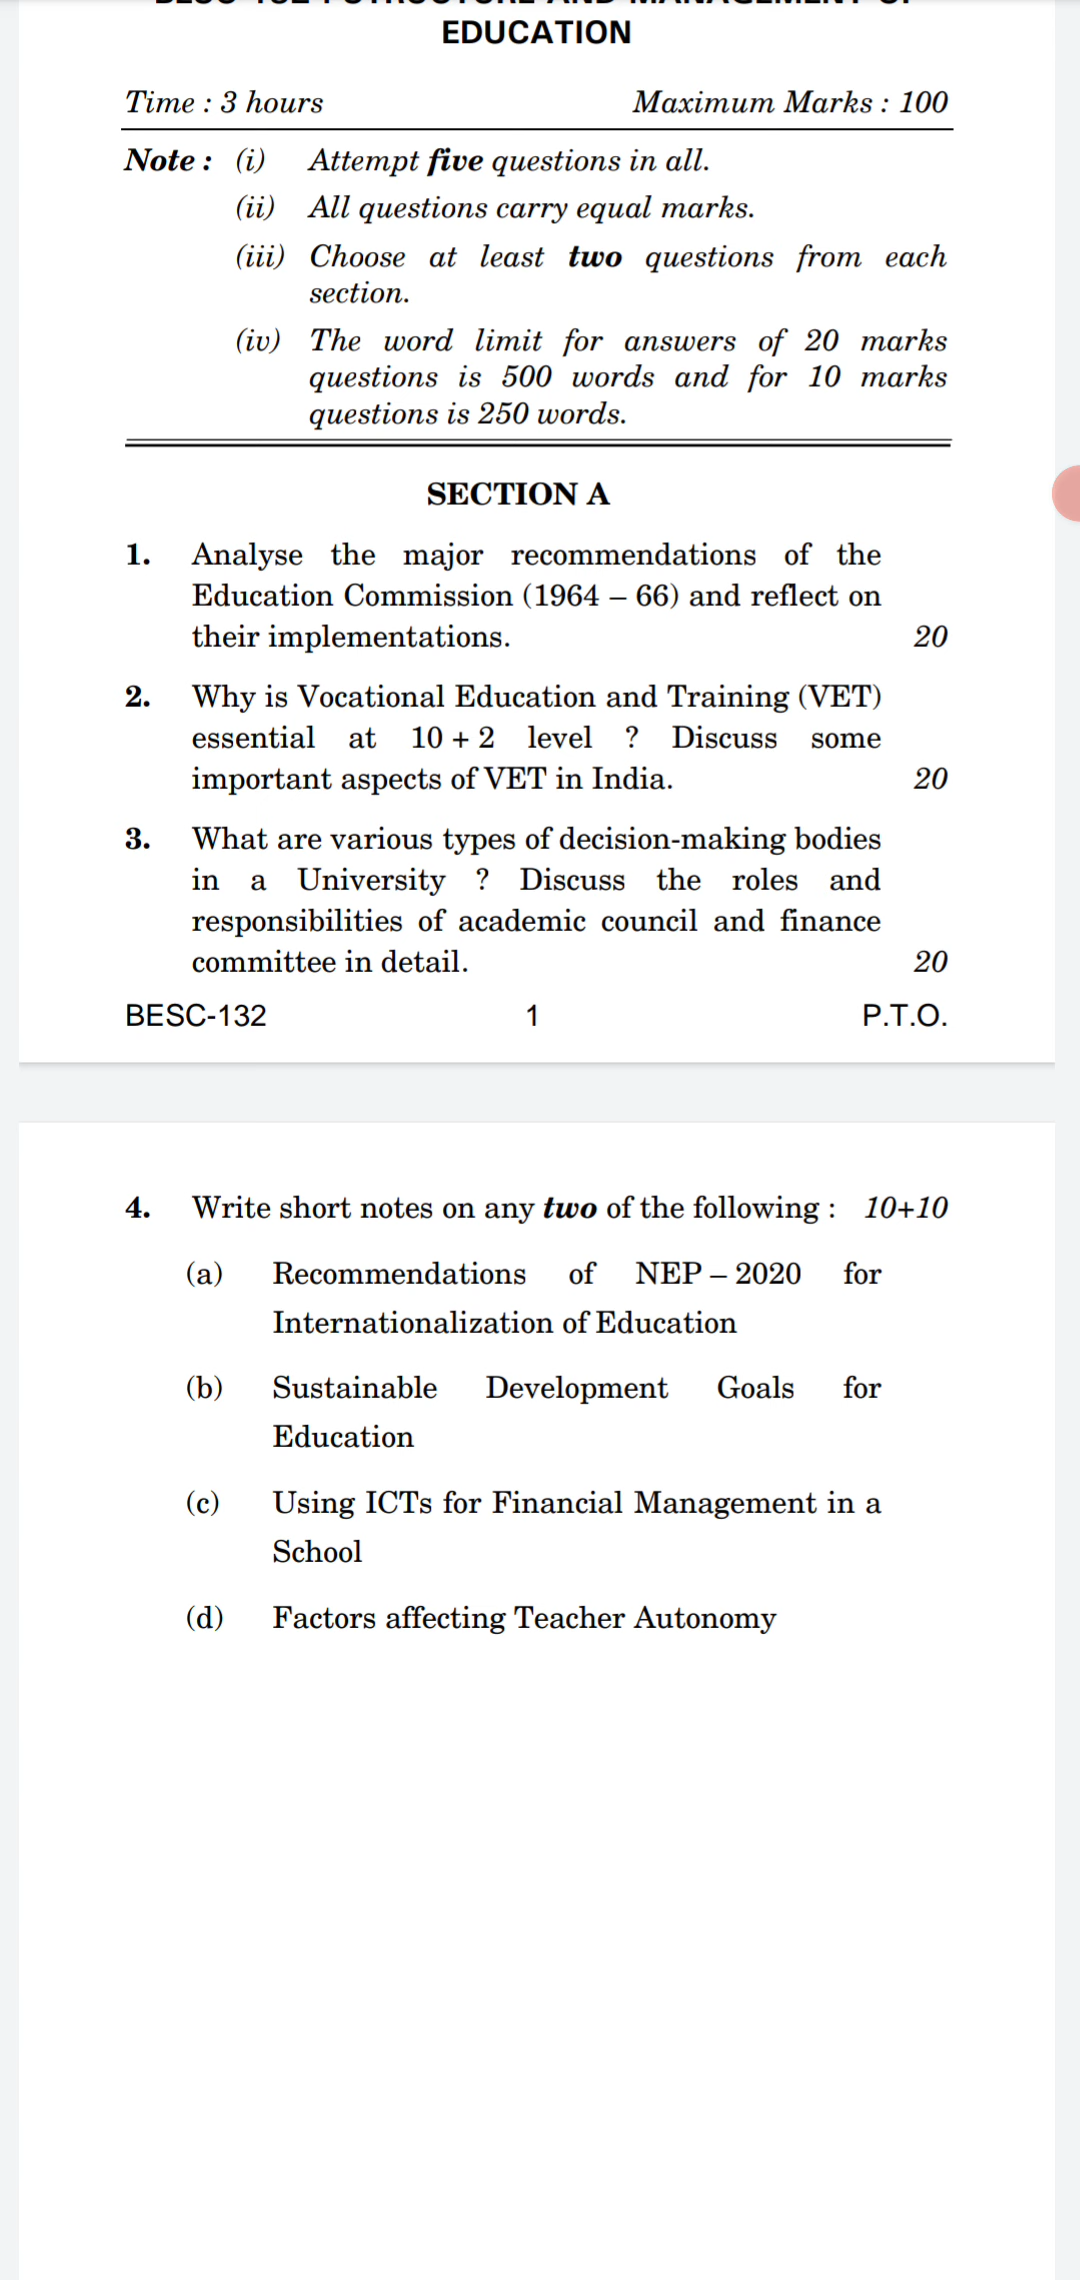 EDUCATION
Time : 3 hours Maximum Marks : 100
Note : (i) Attempt five questions in all.
(ii) All questions carry equal marks.
(iii) Choose at least two questions from each
section.
(iv) The word limit for answers of 20 marks
questions is 500 words and for 10 marks
questions is 250 words.
SECTION A
1. Analyse the major recommendations of the
Education Commission (1964 – 66) and reflect on
their implementations. 20
2. Why is Vocational Education and Training (VET)
essential at 10 + 2 level ? Discuss some
important aspects of VET in India. 20
3. What are various types of decision-making bodies
in a University ? Discuss the roles and
responsibilities of academic council and finance
committee in detail. 20
BESC-132 1 P.T.O.
4. Write short notes on any two of the following : 10+10
(a) Recommendations of NEP – 2020 for
Internationalization of Education
(b) Sustainable Development Goals for
Education
(c) Using ICTs for Financial Management in a
School
(d) Factors affecting Teacher Autonomy